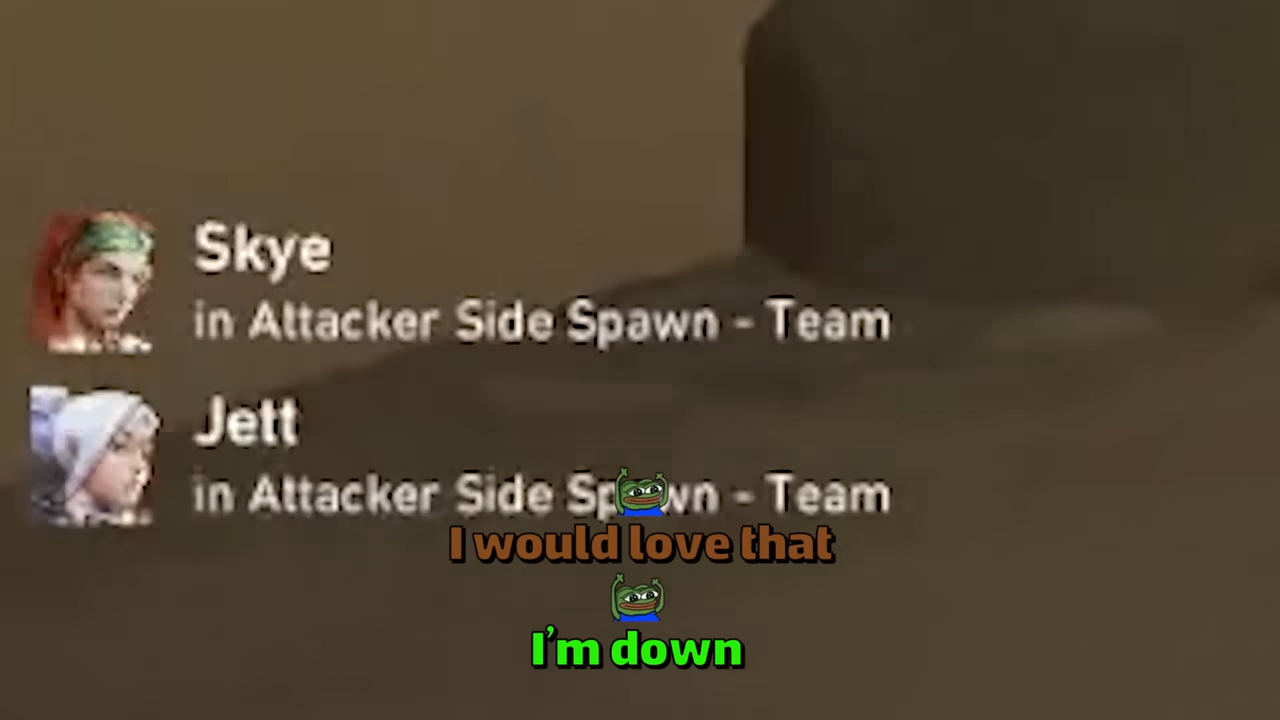 Skye
in Attacker Side Spawn - Team
Jett
in Attacker Side Spawn - Team
I would love that
I'm down